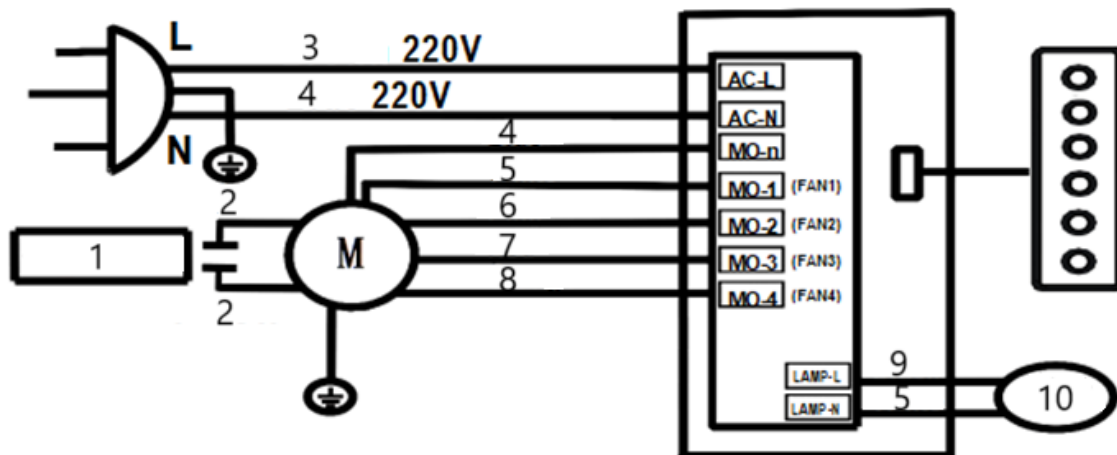 L 3 220V
AC-L
4 220V
AC-N
N
4
MO-n
5
MO-1 (FAN1)
2
6
MO-2 (FAN2)
1
M
7
MO-3 (FAN3)
8
MO-4 (FAN4)
2
LAMP-L
9
LAMP-N
5
10